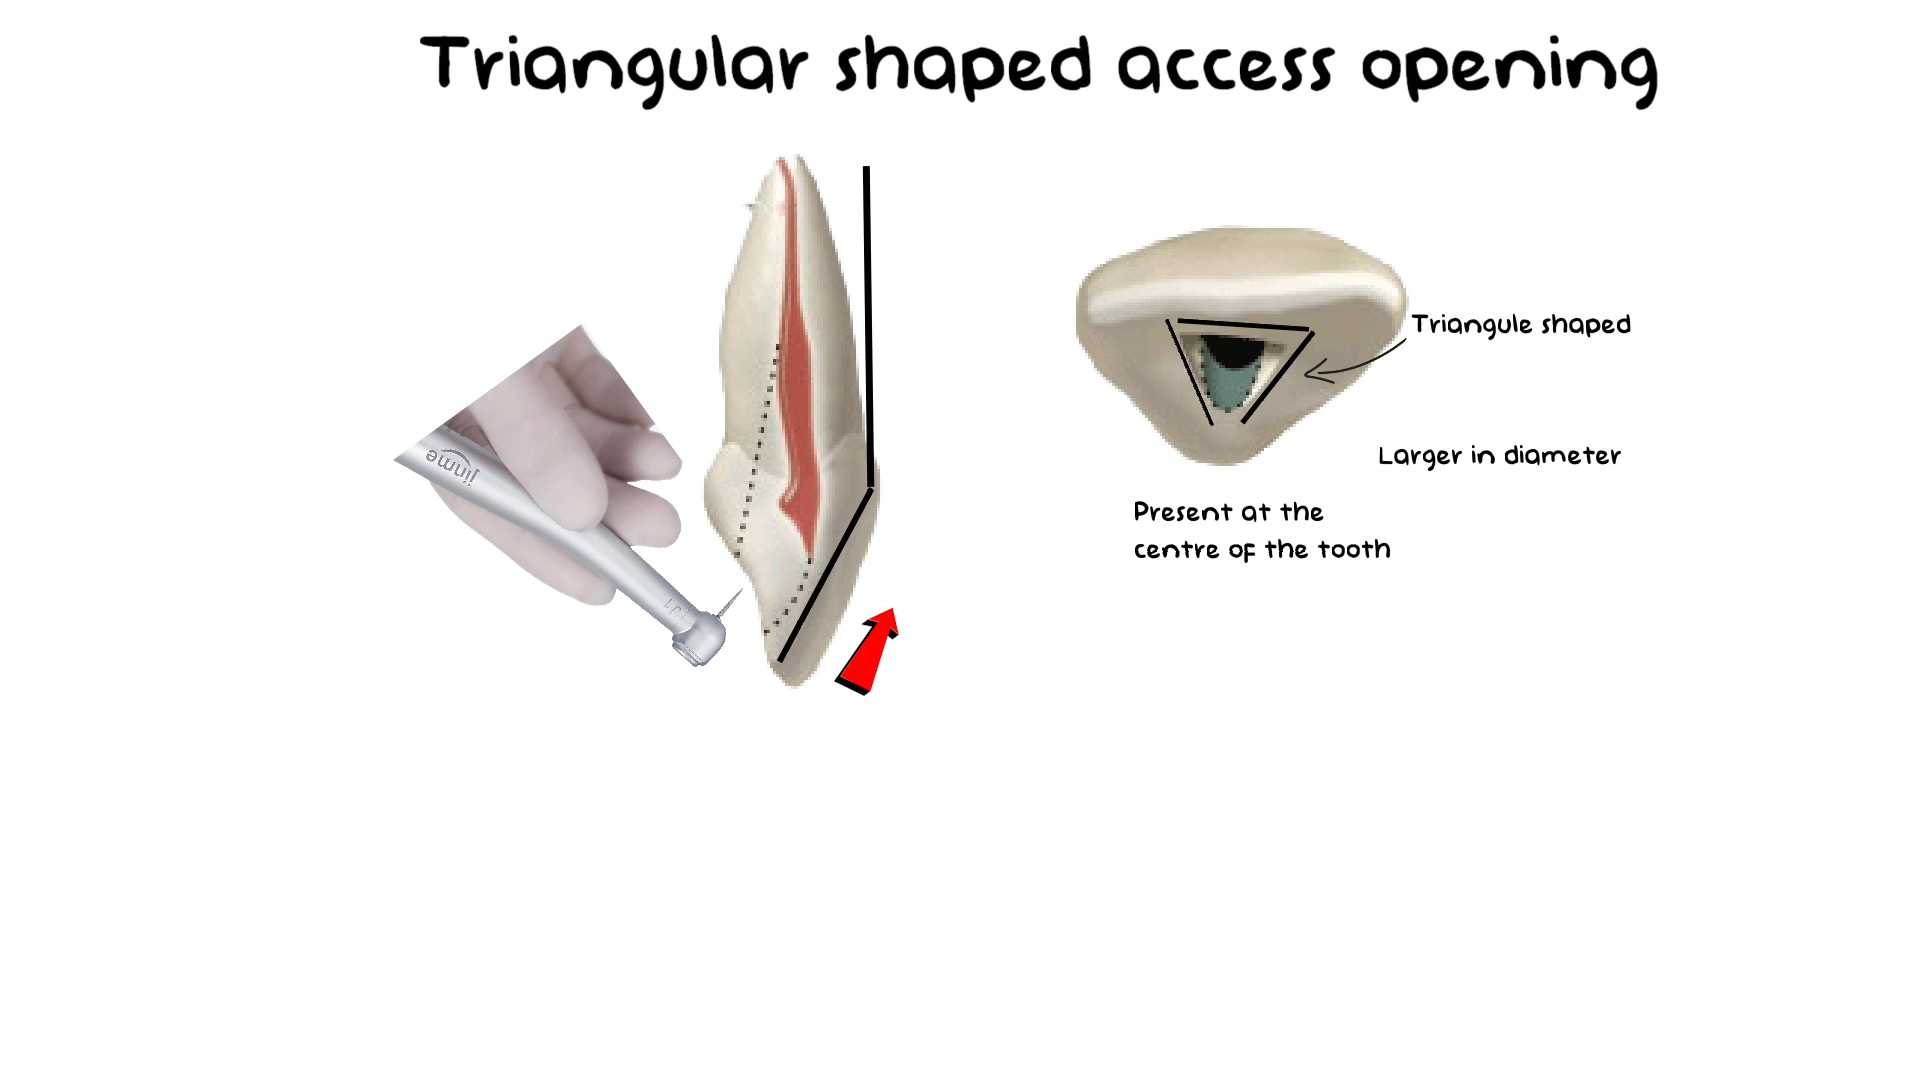 Triangular shaped access opening
Triangule shaped
jinme
Larger in diameter
Present at the
centre of the tooth